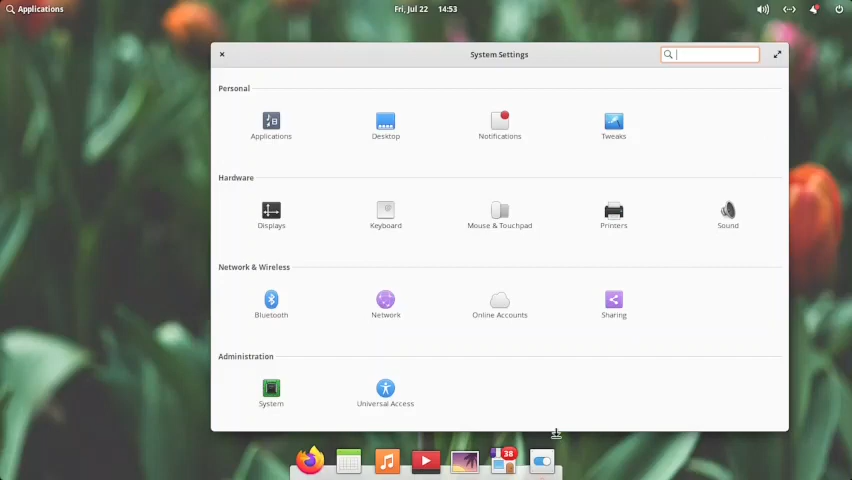 Applications
Fri, Jul 22 14:53
System Settings
Personal
Applications
Desktop
Notifications
Tweaks
Hardware
Displays
Keyboard
Mouse & Touchpad
Printers
Sound
Network & Wireless
Bluetooth
Network
Online Accounts
Sharing
Administration
System
Universal Access
38